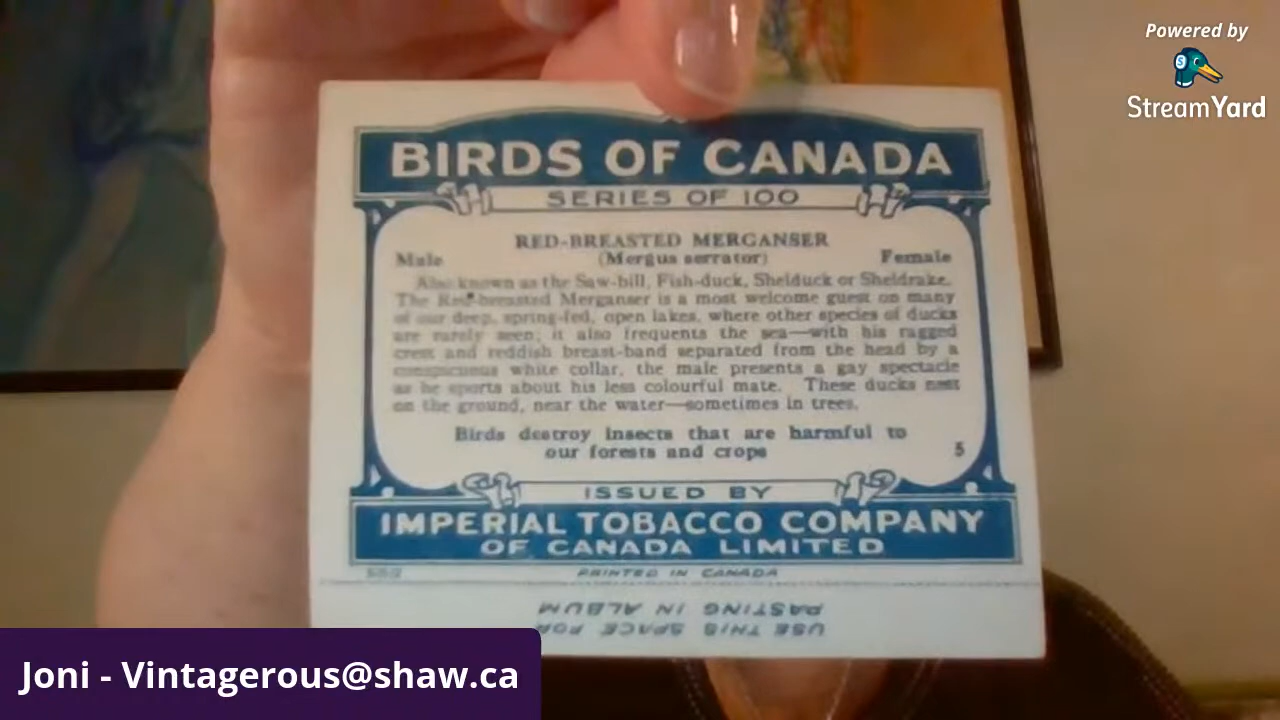 Powered by
StreamYard
BIRDS OF CANADA
SERIES OF 100
RED-BREASTED MERGANSER
Male (Mergus serrator) Female
Also known as the Saw-bill, Fish-duck, Shelduck or Sheldrake.
The Red-breasted Merganser is a most welcome guest on many
of our deep, spring-fed, open lakes, where other species of ducks
are rarely seen; it also frequents the sea—with his ragged
crest and reddish breast-band separated from the head by a
conspicuous white collar, the male presents a gay spectacle
as he sports about his less colourful mate. These ducks nest
on the ground, near the water—sometimes in trees.
Birds destroy insects that are harmful to
our forests and crops 5
ISSUED BY
IMPERIAL TOBACCO COMPANY
OF CANADA LIMITED
PRINTED IN CANADA
USE THIS SPACE FOR
PASTING IN ALBUM
Joni - Vintagerous@shaw.ca